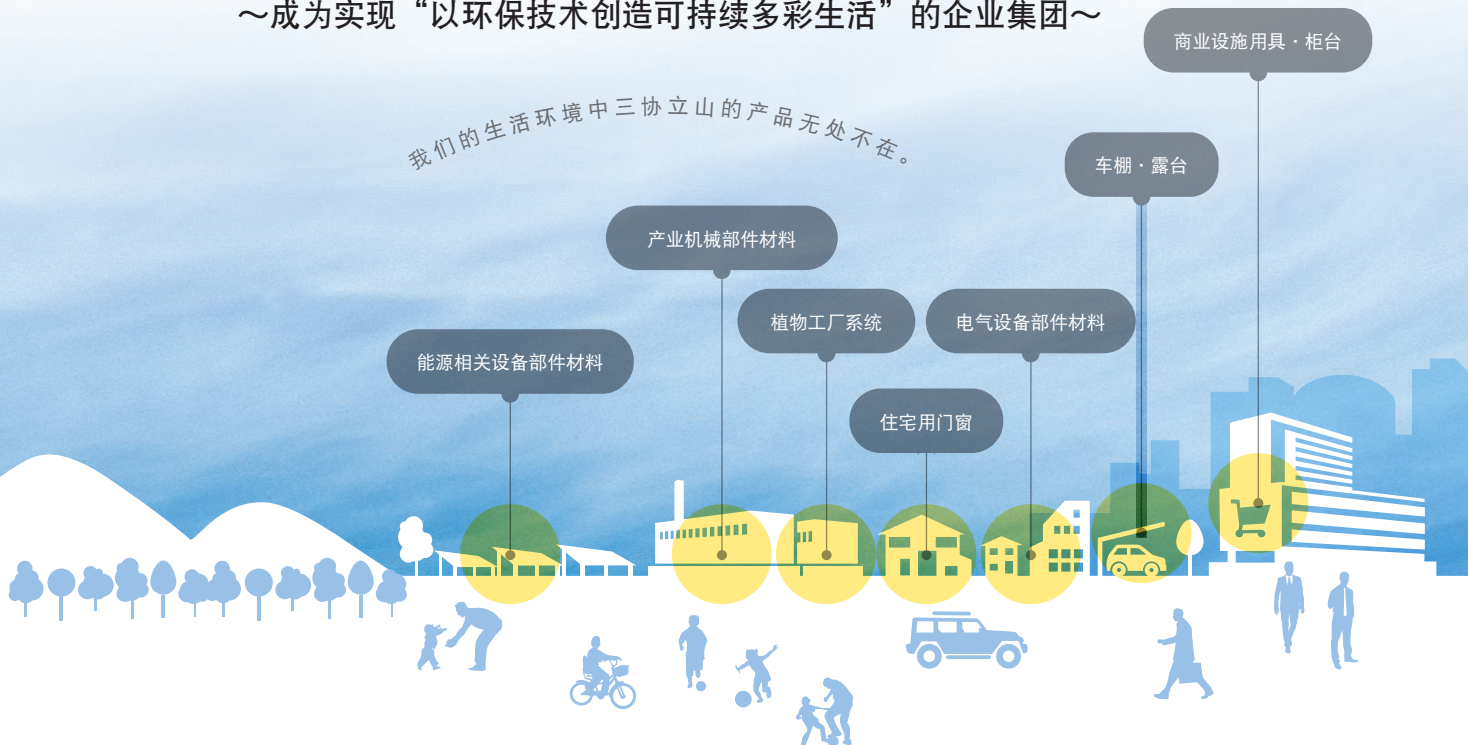 ～成为实现“以环保技术创造可持续多彩生活”的企业集团～
商业设施用具・柜台
我们的生活环境中三协立山的产品无处不在。
车棚・露台
产业机械部件材料
植物工厂系统
电气设备部件材料
能源相关设备部件材料
住宅用门窗